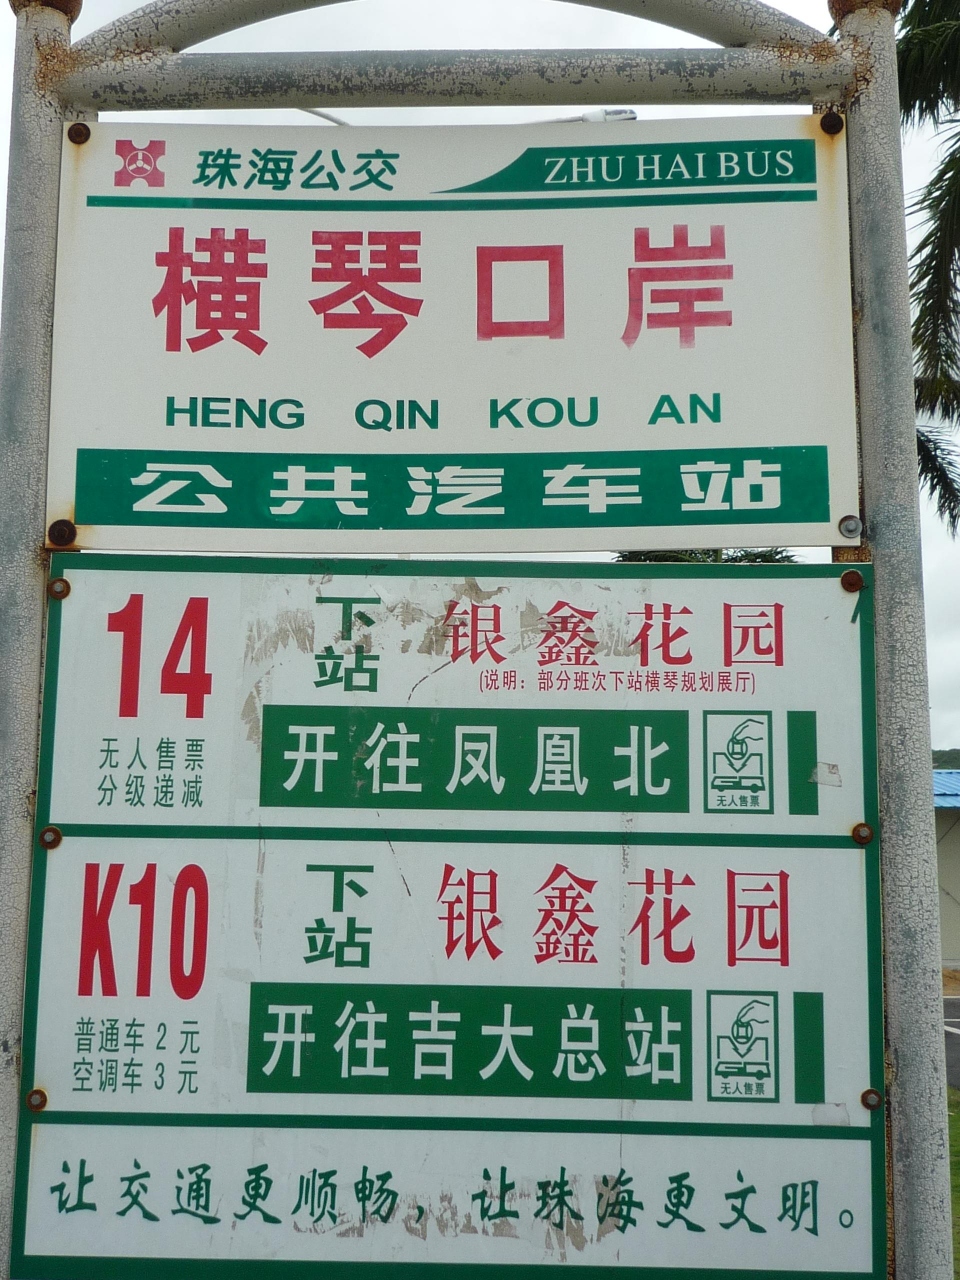 珠海公交 ZHU HAI BUS
横琴口岸
HENG QIN KOU AN
公共汽车站
14
无人售票
分级递减
下站
银鑫花园
(说明：部分班次下站横琴规划展厅)
开往凤凰北
无人售票
K10
普通车2元
空调车3元
下站
银鑫花园
开往吉大总站
无人售票
让交通更顺畅，让珠海更文明。